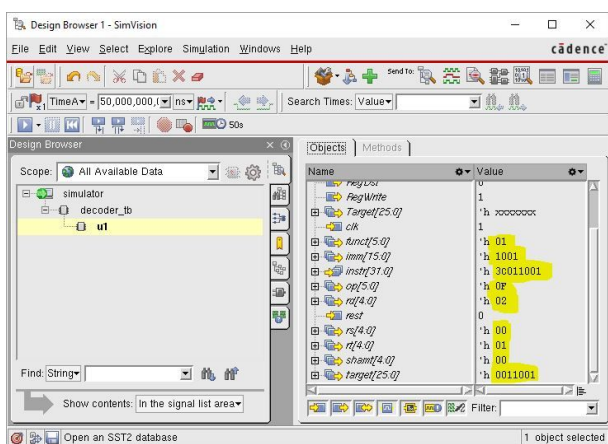 Design Browser 1 - SimVision
File Edit View Select Explore Simulation Windows Help
cādence
Send To:
TimeA = 50,000,000, ns
Search Times: Value
50s
Design Browser
Scope: All Available Data
simulator
decoder_tb
u1
Find: String
Show contents: In the signal list area
Objects Methods
Name Value
RegDst 0
RegWrite 1
Target[25:0] 'h xxxxxxx
clk 1
funct[5:0] 'h 01
imm[15:0] 'h 1001
instr[31:0] 'h 3c011001
op[5:0] 'h 0F
rd[4:0] 'h 02
rest 0
rs[4:0] 'h 00
rt[4:0] 'h 01
shamt[4:0] 'h 00
target[25:0] 'h 0011001
Filter:
Open an SST2 database
1 object selected